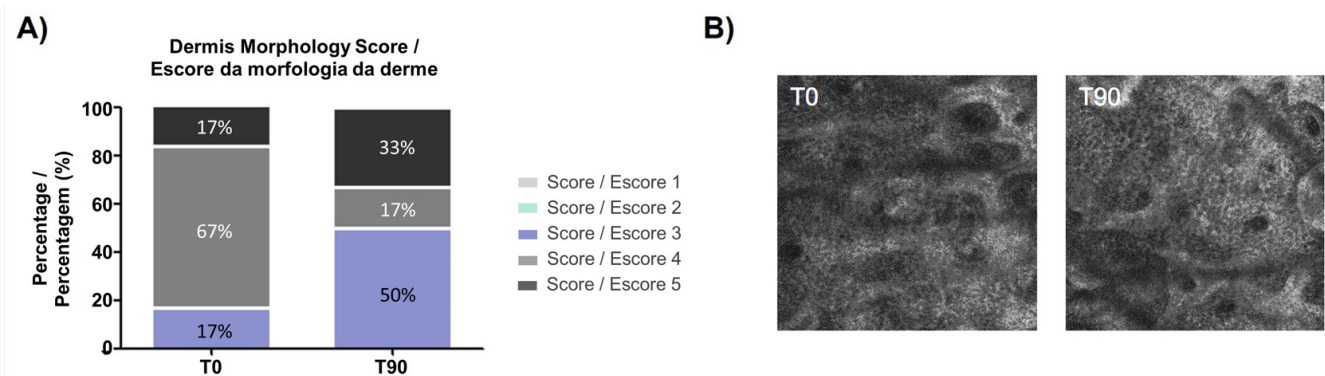 A)
Dermis Morphology Score /
Escore da morfologia da derme
Percentage /
Percentagem (%)
100
80
60
40
20
0
17%
67%
17%
33%
17%
50%
T0
T90
Score / Escore 1
Score / Escore 2
Score / Escore 3
Score / Escore 4
Score / Escore 5
B)
T0
T90